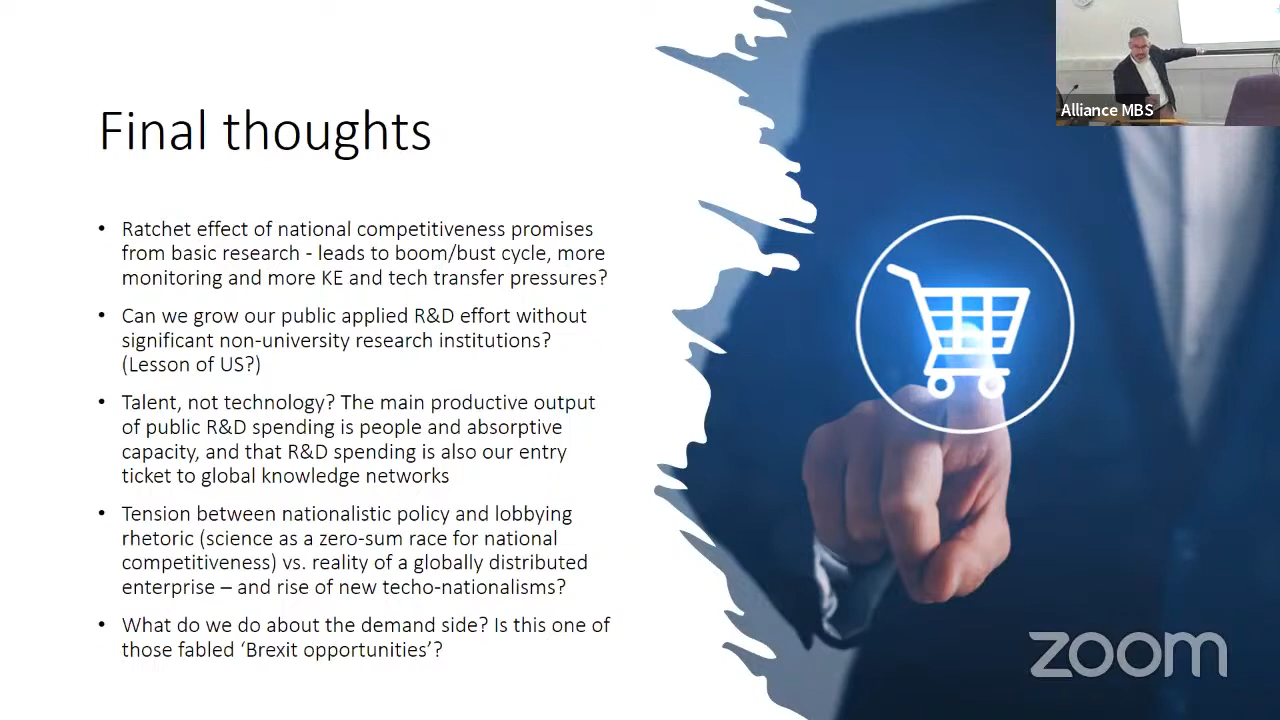 Final thoughts
• Ratchet effect of national competitiveness promises
from basic research - leads to boom/bust cycle, more
monitoring and more KE and tech transfer pressures?
• Can we grow our public applied R&D effort without
significant non-university research institutions?
(Lesson of US?)
• Talent, not technology? The main productive output
of public R&D spending is people and absorptive
capacity, and that R&D spending is also our entry
ticket to global knowledge networks
• Tension between nationalistic policy and lobbying
rhetoric (science as a zero-sum race for national
competitiveness) vs. reality of a globally distributed
enterprise – and rise of new techo-nationalisms?
• What do we do about the demand side? Is this one of
those fabled ‘Brexit opportunities’?
Alliance MBS
zoom